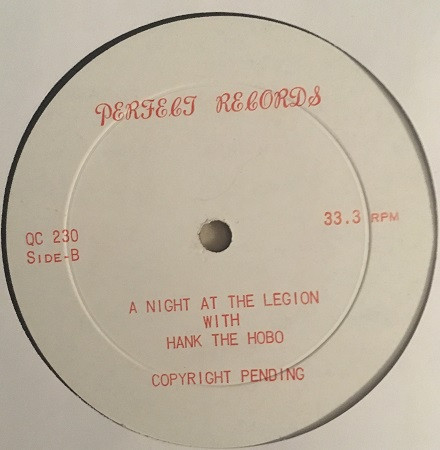 PERFECT RECORDS
QC 230
SIDE-B
33.3 RPM
A NIGHT AT THE LEGION
WITH
HANK THE HOBO
COPYRIGHT PENDING